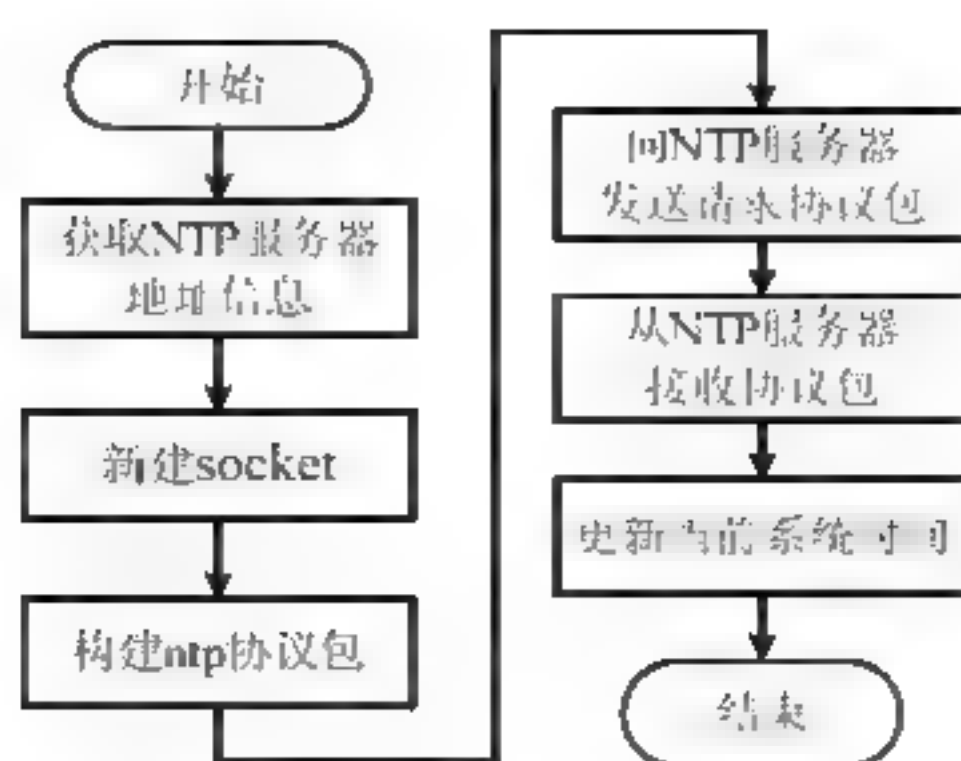 开始
获取NTP服务器
地址信息
新建socket
构建ntp协议包
向NTP服务器
发送请求协议包
从NTP服务器
接收协议包
更新当前系统时间
结束